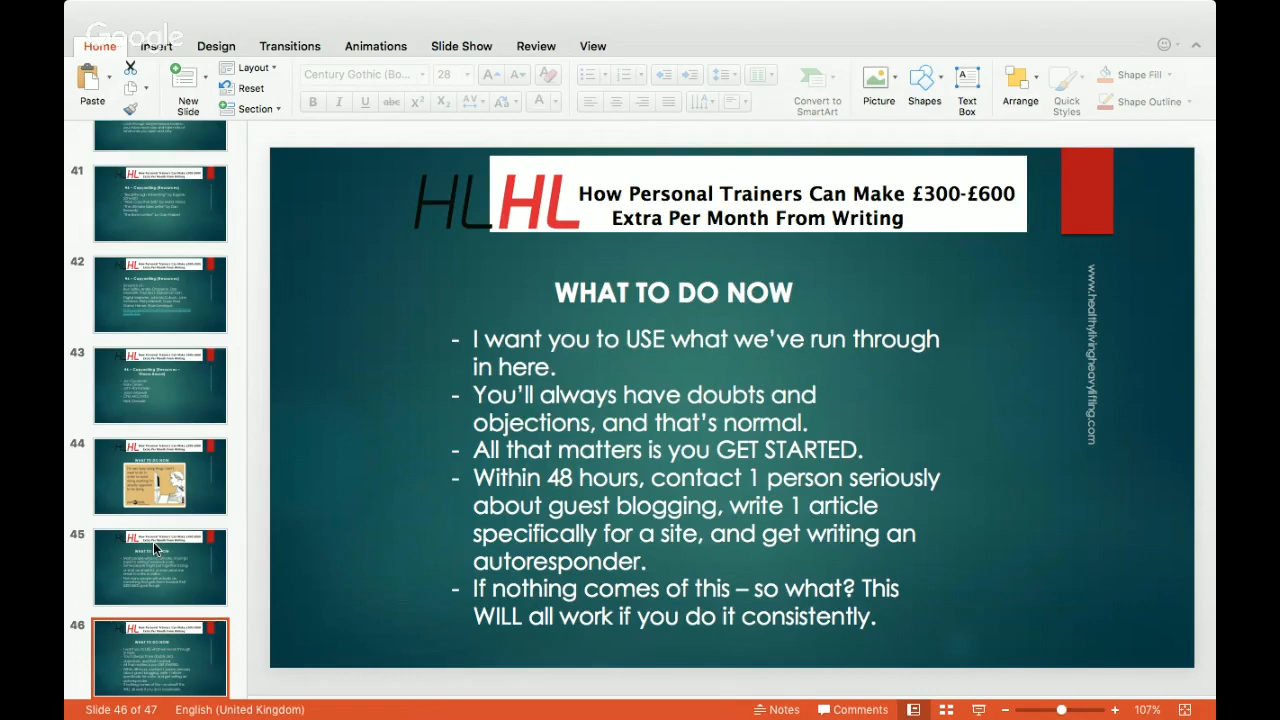 Google
Home Insert Design Transitions Animations Slide Show Review View
Paste
New
Slide
Layout
Reset
Section
Century Gothic (Bo... 28
Convert to
SmartArt
Picture
Shapes
Text
Box
Arrange
Quick
Styles
Shape Fill
Shape Outline
41
42
43
44
45
46
HL HL
How Personal Trainers Can Make £300-£600
Extra Per Month From Writing
www.healthylivingheavylifting.com
WHAT TO DO NOW
- I want you to USE what we've run through
in here.
- You'll always have doubts and
objections, and that's normal.
- All that matters is you GET STARTED.
- Within 48 hours, contact 1 person seriously
about guest blogging, write 1 article
specifically for a site, and get writing an
autoresponder.
- If nothing comes of this – so what? This
WILL all work if you do it consistently.
Slide 46 of 47 English (United Kingdom) Notes Comments 107%